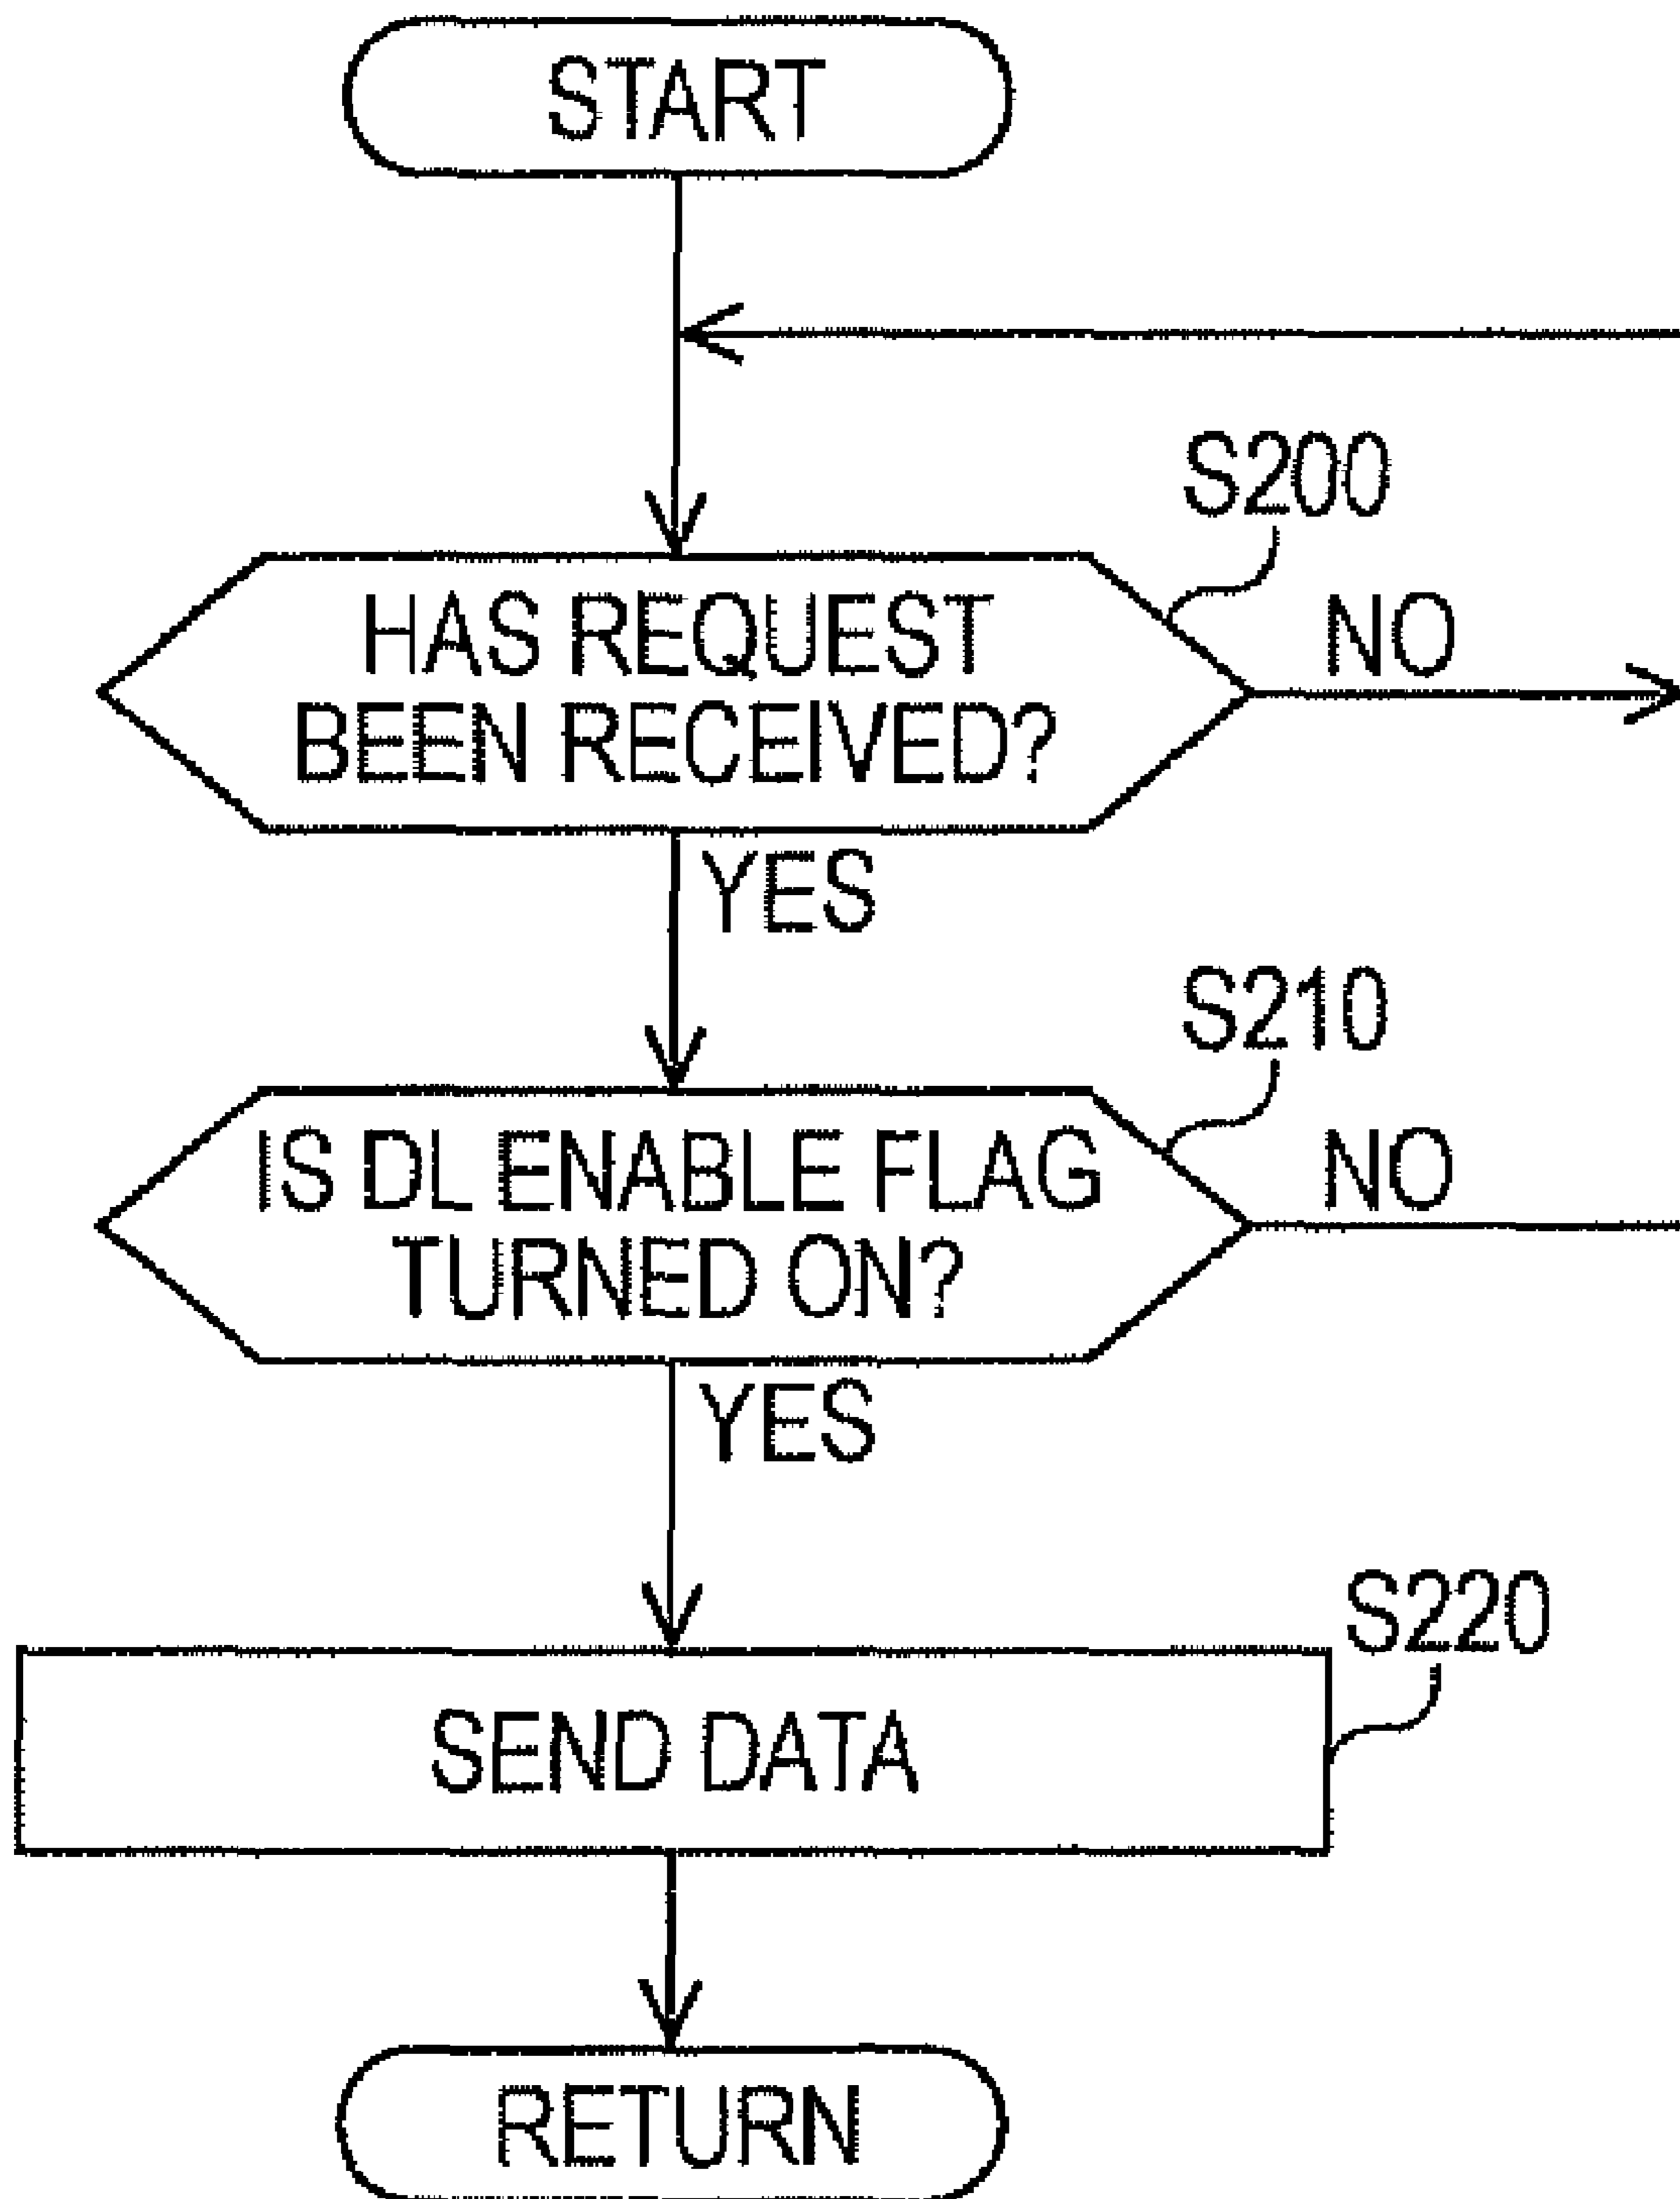 START
S200
HAS REQUEST
BEEN RECEIVED?
NO
YES
S210
IS DL ENABLE FLAG
TURNED ON?
NO
YES
S220
SEND DATA
RETURN